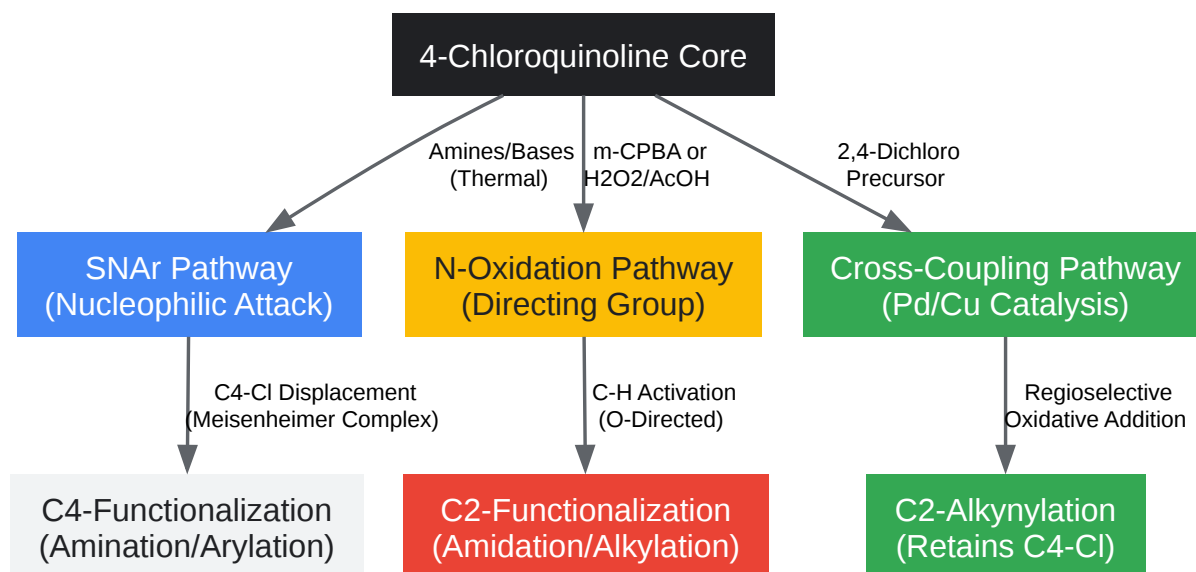 4-Chloroquinoline Core
Amines/Bases
(Thermal)
m-CPBA or
H2O2/AcOH
2,4-Dichloro
Precursor
SNAr Pathway
(Nucleophilic Attack)
N-Oxidation Pathway
(Directing Group)
Cross-Coupling Pathway
(Pd/Cu Catalysis)
C4-Cl Displacement
(Meisenheimer Complex)
C-H Activation
(O-Directed)
Regioselective
Oxidative Addition
C4-Functionalization
(Amination/Arylation)
C2-Functionalization
(Amidation/Alkylation)
C2-Alkynylation
(Retains C4-Cl)